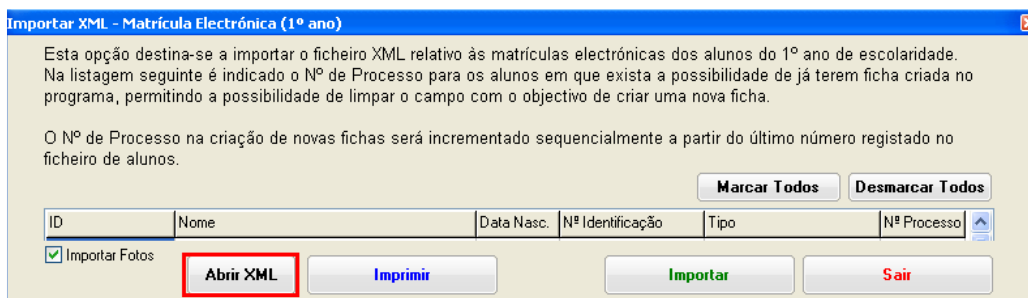 Importar XML - Matrícula Electrónica (1º ano)
Esta opção destina-se a importar o ficheiro XML relativo às matrículas electrónicas dos alunos do 1º ano de escolaridade.
Na listagem seguinte é indicado o Nº de Processo para os alunos em que exista a possibilidade de já terem ficha criada no
programa, permitindo a possibilidade de limpar o campo com o objectivo de criar uma nova ficha.
O Nº de Processo na criação de novas fichas será incrementado sequencialmente a partir do último número registado no
ficheiro de alunos.
Marcar Todos Desmarcar Todos
ID Nome Data Nasc. Nº Identificação Tipo Nº Processo
Importar Fotos
Abrir XML Imprimir Importar Sair